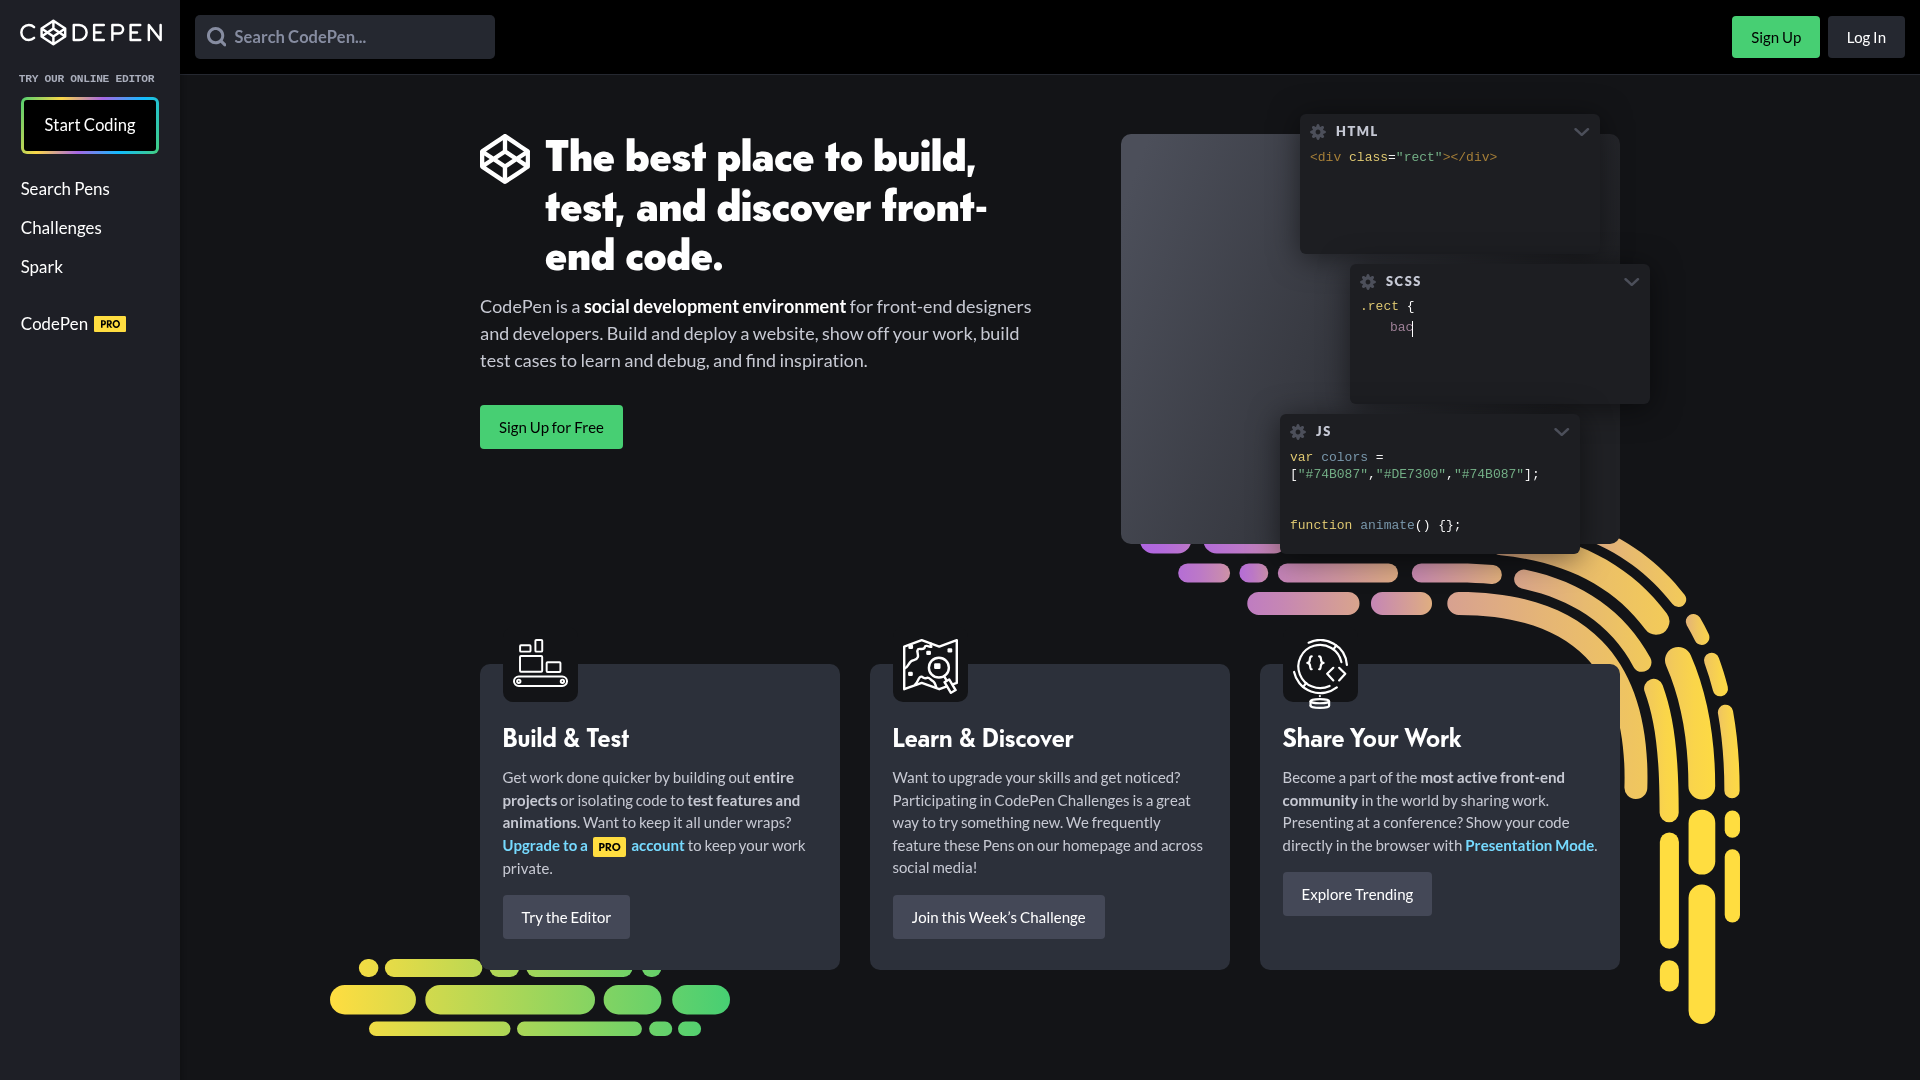 CODEPEN
Search CodePen...
Sign Up
Log In
TRY OUR ONLINE EDITOR
Start Coding
Search Pens
Challenges
Spark
CodePen PRO
The best place to build,
test, and discover front-
end code.
CodePen is a social development environment for front-end designers
and developers. Build and deploy a website, show off your work, build
test cases to learn and debug, and find inspiration.
Sign Up for Free
HTML
<div class="rect"></div>
SCSS
.rect {
bac
JS
var colors =
["#74B087","#DE7300","#74B087"];
function animate() {};
Build & Test
Get work done quicker by building out entire
projects or isolating code to test features and
animations. Want to keep it all under wraps?
Upgrade to a PRO account to keep your work
private.
Try the Editor
Learn & Discover
Want to upgrade your skills and get noticed?
Participating in CodePen Challenges is a great
way to try something new. We frequently
feature these Pens on our homepage and across
social media!
Join this Week’s Challenge
Share Your Work
Become a part of the most active front-end
community in the world by sharing work.
Presenting at a conference? Show your code
directly in the browser with Presentation Mode.
Explore Trending